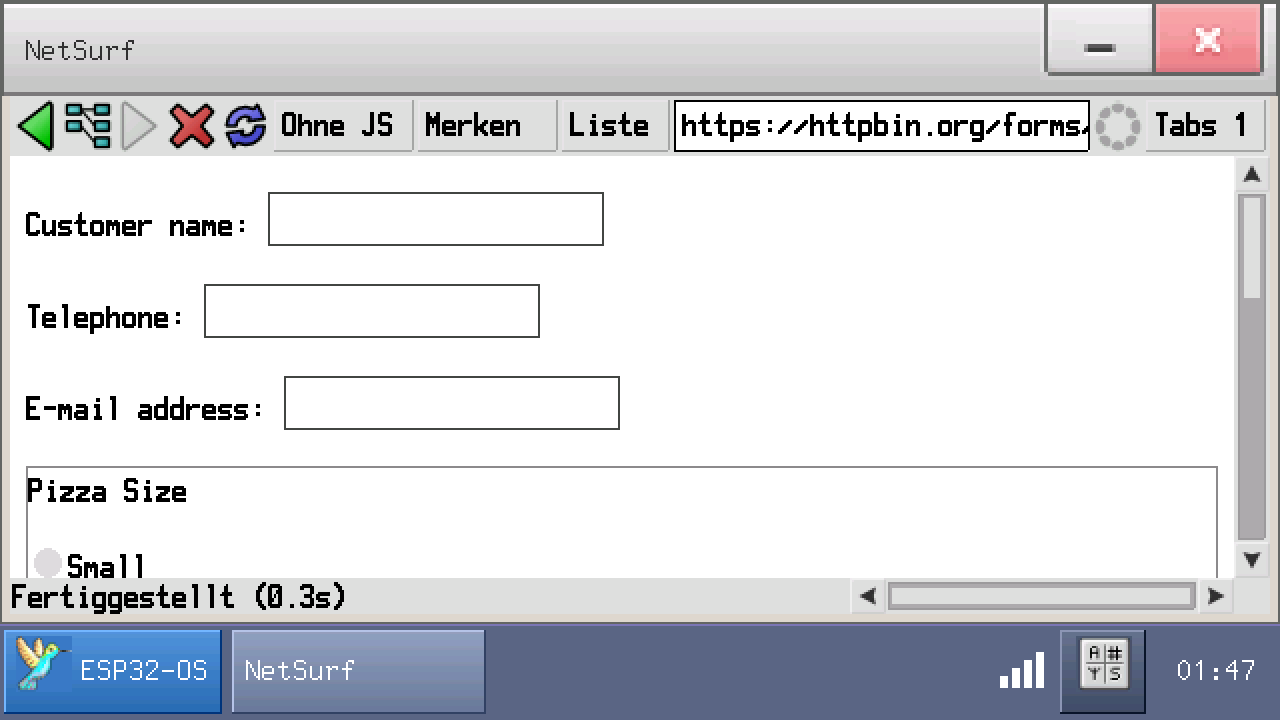 NetSurf
Ohne JS Merken Liste https://httpbin.org/forms/ Tabs 1
Customer name:
Telephone:
E-mail address:
Pizza Size
Small
Fertiggestellt (0.3s)
ESP32-OS NetSurf A# YS 01:47